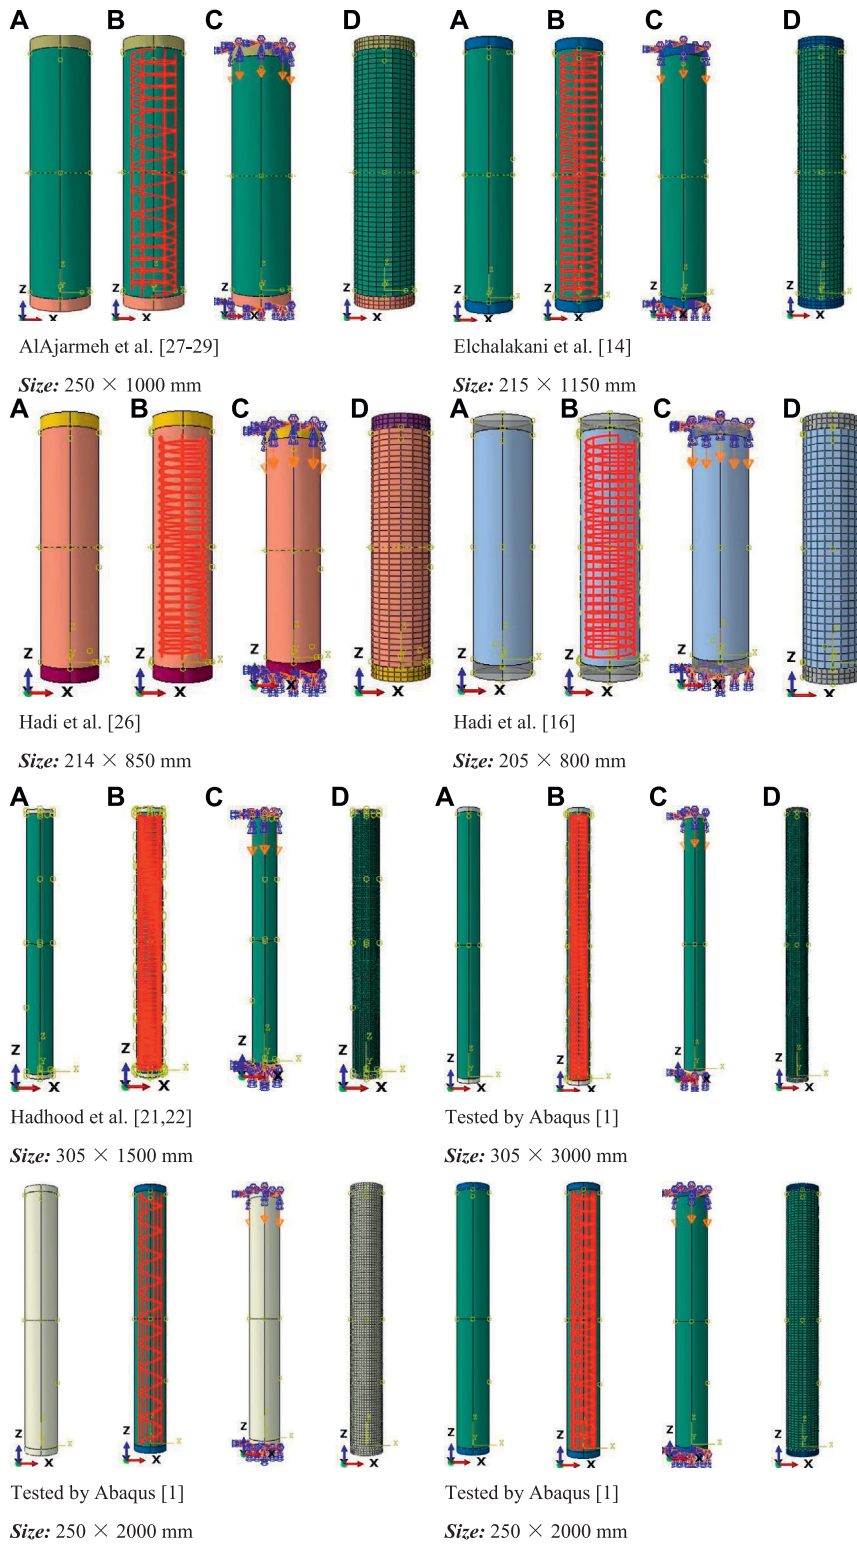 A B C D A B C D
Z X Z X Z X Z X
AlAjarmeh et al. [27-29] Elchalakani et al. [14]
Size: 250 × 1000 mm Size: 215 × 1150 mm
A B C D A B C D
Z X Z X Z X Z X
Hadi et al. [26] Hadi et al. [16]
Size: 214 × 850 mm Size: 205 × 800 mm
A B C D A B C D
Z X Z X Z X Z X
Hadhood et al. [21,22] Tested by Abaqus [1]
Size: 305 × 1500 mm Size: 305 × 3000 mm
Z X Z X Z X Z X
Tested by Abaqus [1] Tested by Abaqus [1]
Size: 250 × 2000 mm Size: 250 × 2000 mm